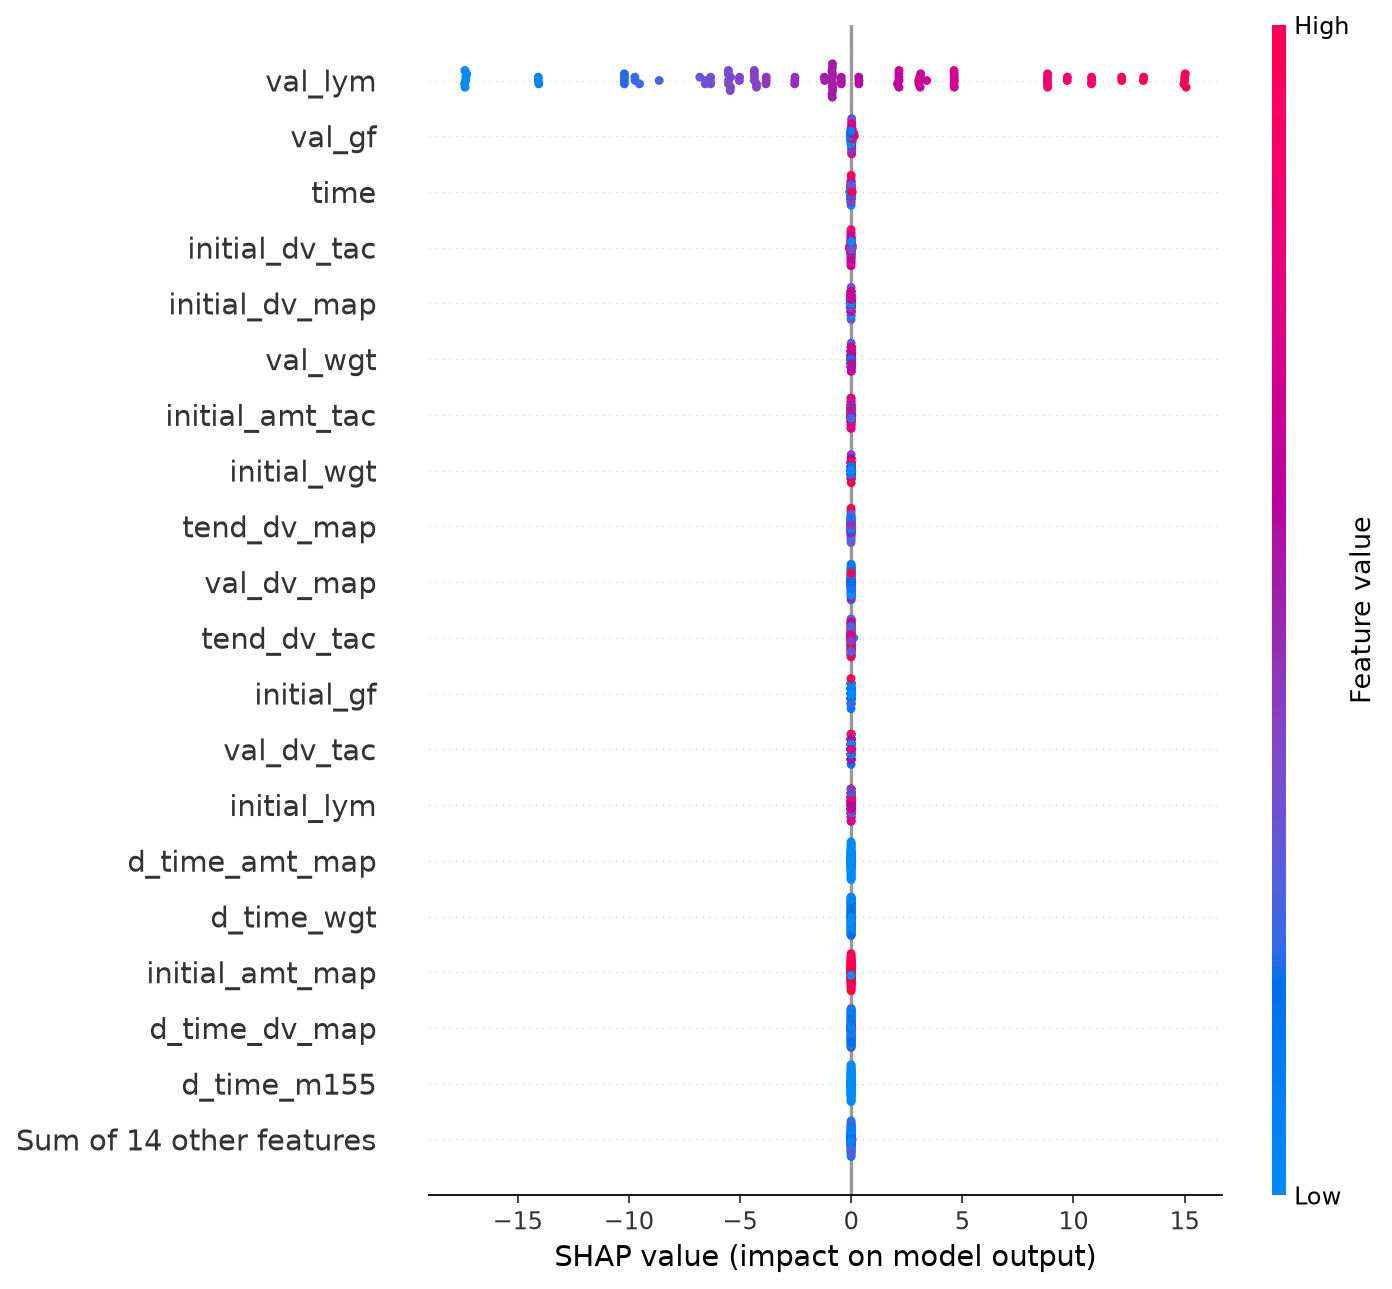 High
val_lym
val_gf
time
initial_dv_tac
initial_dv_map
val_wgt
initial_amt_tac
initial_wgt
tend_dv_map
val_dv_map
tend_dv_tac
initial_gf
val_dv_tac
initial_lym
d_time_amt_map
d_time_wgt
initial_amt_map
d_time_dv_map
d_time_m155
Sum of 14 other features
Feature value
Low
−15 −10 −5 0 5 10 15
SHAP value (impact on model output)